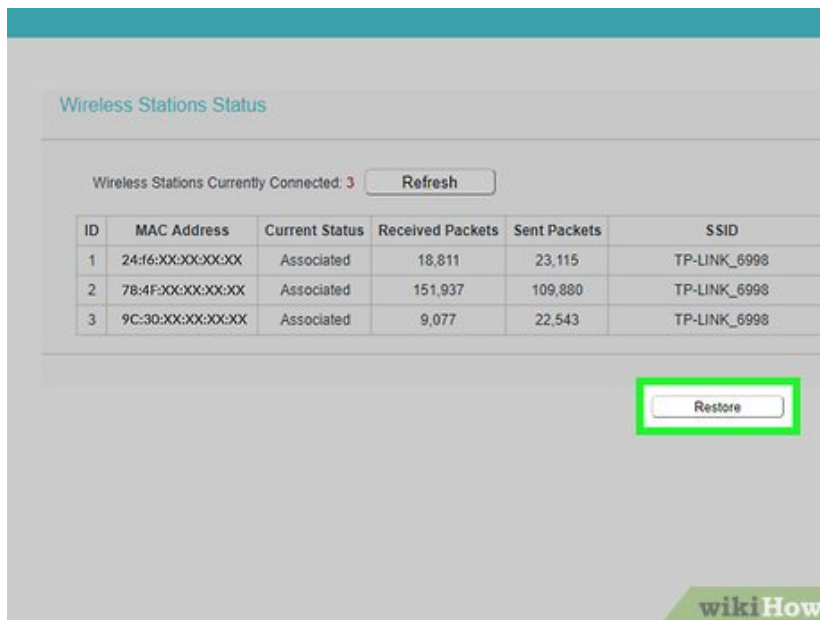 Wireless Stations Status
Wireless Stations Currently Connected: 3 Refresh
ID MAC Address Current Status Received Packets Sent Packets SSID
1 24:f6:XX:XX:XX:XX Associated 18,811 23,115 TP-LINK_6998
2 78:4F:XX:XX:XX:XX Associated 151,937 109,880 TP-LINK_6998
3 9C:30:XX:XX:XX:XX Associated 9,077 22,543 TP-LINK_6998
Restore
wikiHow